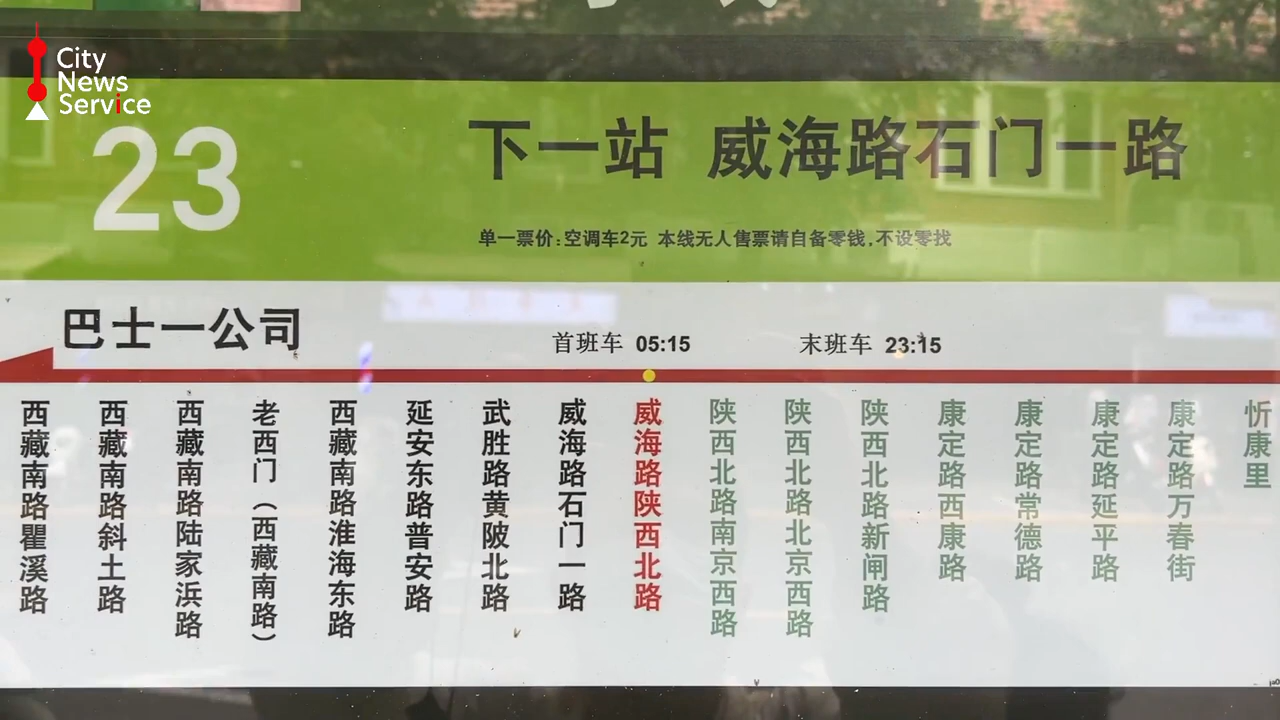 City
News
Service
23
下一站 威海路石门一路
单一票价:空调车2元 本线无人售票请自备零钱,不设零找
巴士一公司
首班车 05:15
末班车 23:15
西藏南路瞿溪路
西藏南路斜土路
西藏南路陆家浜路
老西门（西藏南路）
西藏南路淮海东路
延安东路普安路
武胜路黄陂北路
威海路石门一路
威海路陕西北路
陕西北路南京西路
陕西北路北京西路
陕西北路新闸路
康定路西康路
康定路常德路
康定路延平路
康定路万春街
忻康里